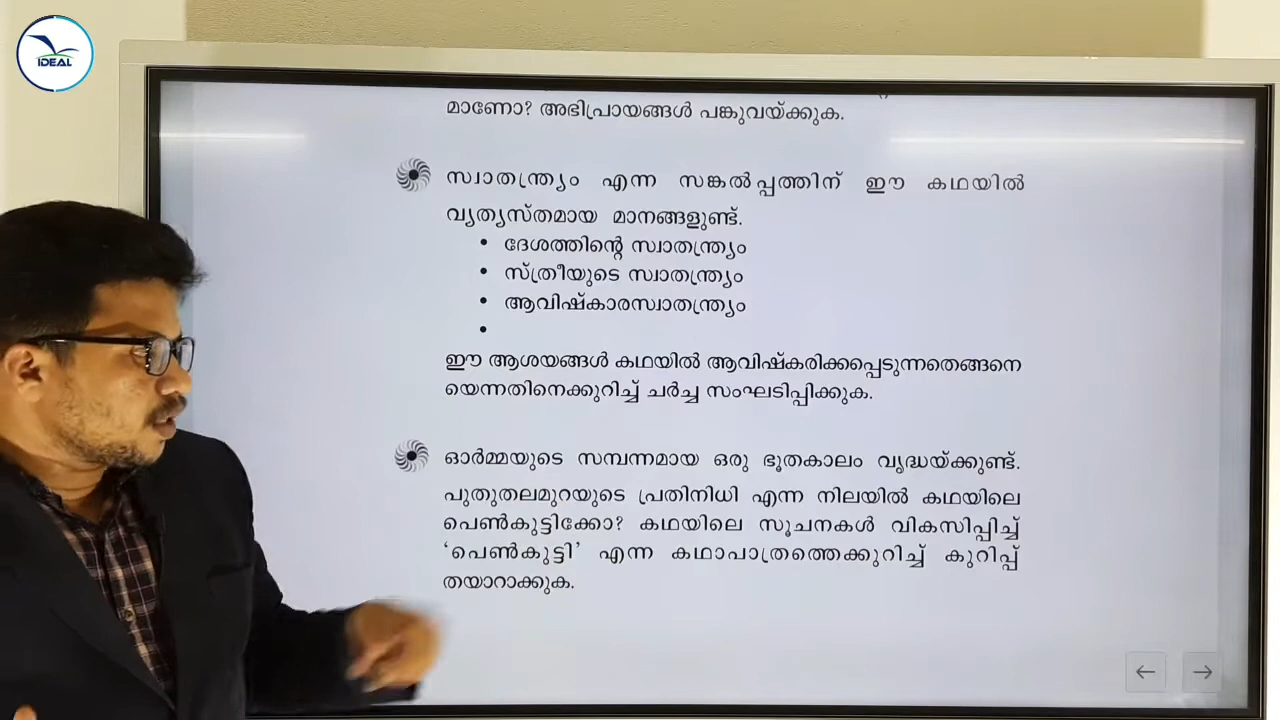 IDEAL
മാണോ? അഭിപ്രായങ്ങൾ പങ്കുവയ്ക്കുക.
സ്വാതന്ത്ര്യം എന്ന സങ്കൽപ്പത്തിന് ഈ കഥയിൽ
വ്യത്യസ്തമായ മാനങ്ങളുണ്ട്.
• ദേശത്തിന്റെ സ്വാതന്ത്ര്യം
• സ്ത്രീയുടെ സ്വാതന്ത്ര്യം
• ആവിഷ്കാരസ്വാതന്ത്ര്യം
•
ഈ ആശയങ്ങൾ കഥയിൽ ആവിഷ്കരിക്കപ്പെടുന്നതെങ്ങനെ
യെന്നതിനെക്കുറിച്ച് ചർച്ച സംഘടിപ്പിക്കുക.
ഓർമ്മയുടെ സമ്പന്നമായ ഒരു ഭൂതകാലം വൃദ്ധയ്ക്കുണ്ട്.
പുതുതലമുറയുടെ പ്രതിനിധി എന്ന നിലയിൽ കഥയിലെ
പെൺകുട്ടിക്കോ? കഥയിലെ സൂചനകൾ വികസിപ്പിച്ച്
‘പെൺകുട്ടി’ എന്ന കഥാപാത്രത്തെക്കുറിച്ച് കുറിപ്പ്
തയാറാക്കുക.